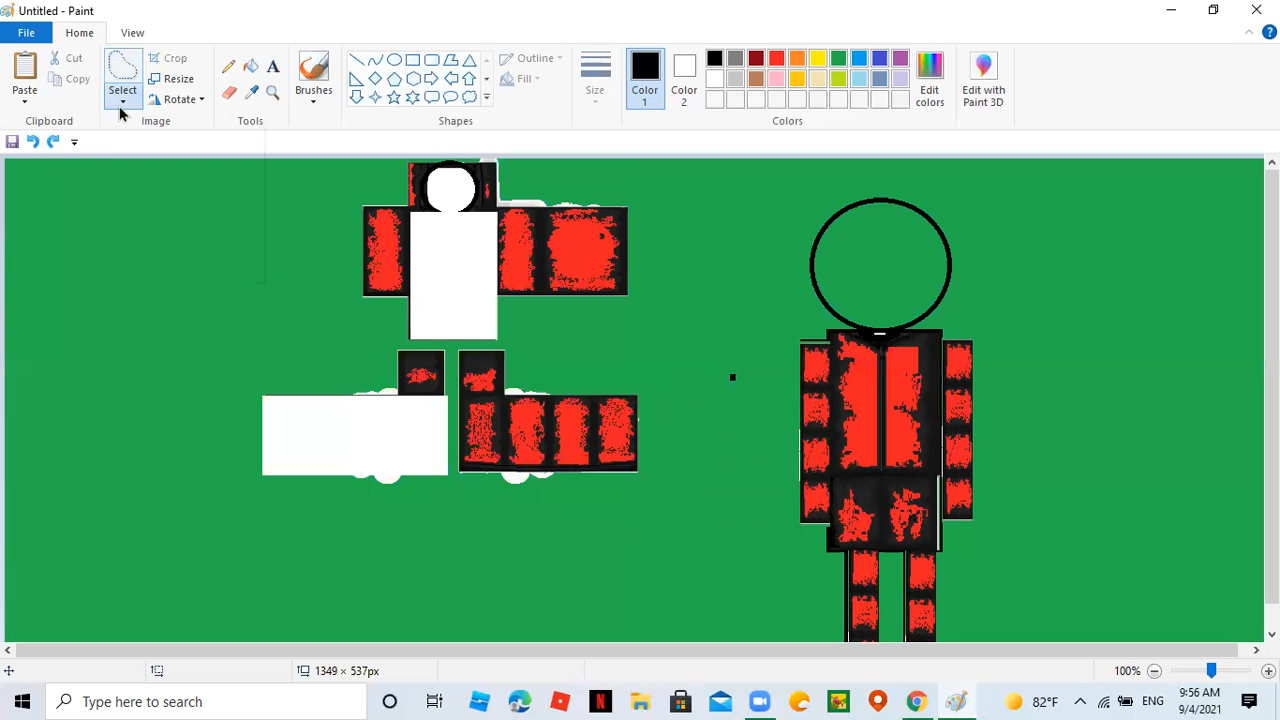 Untitled - Paint
File
Home
View
Paste
Cut
Copy
Clipboard
Select
Crop
Resize
Rotate
Image
Tools
Brushes
Outline
Fill
Shapes
Size
Color
1
Color
2
Colors
Edit
colors
Edit with
Paint 3D
1349 × 537px
100%
Type here to search
82°F
ENG
9:56 AM
9/4/2021